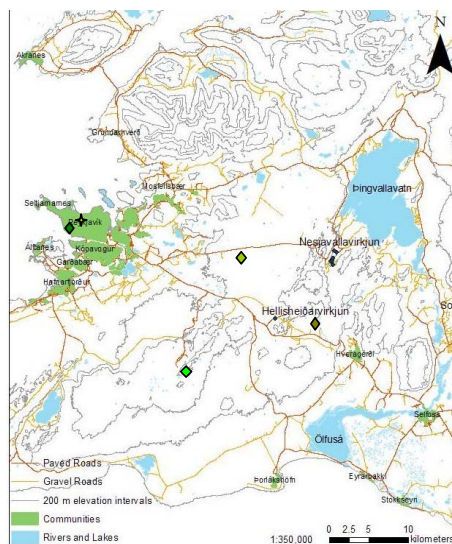 N
Akranes
Grundarhverfi
Mosfellsbær
Þingvallavatn
Seltjarnarnes
Reykjavík
Álftanes
Kópavogur
Garðabær
Hafnarfjörður
Nesjavallavirkjun
So
Hellisheiðarvirkjun
Hveragerði
Selfoss
Ölfusá
Þorlákshöfn
Eyrarbakki
Stokkseyri
Paved Roads
Gravel Roads
200 m elevation intervals
Communities
Rivers and Lakes
1:350,000
0 2.5 5 10
kilometers